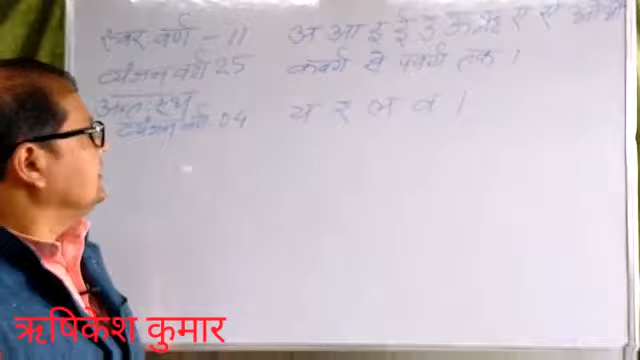 स्वर वर्ण - 11 अ आ इ ई उ ऊ ऋ ए ऐ ओ औ
व्यंजन वर्ण 25 कवर्ग से पवर्ग तक ।
अन्तःस्थ
व्यंजन वर्ण 04 य र ल व ।
ऋषिकेश कुमार